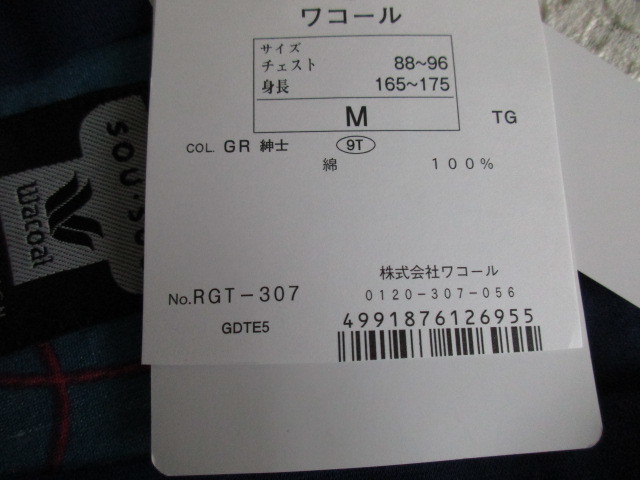 ワコール
サイズ
チェスト 88~96
身長 165~175
M
TG
COL. GR 紳士 9T
綿 100%
株式会社ワコール
No.RGT-307 0120-307-056
GDTE5 4991876126955
SOU·SO
Wacoal